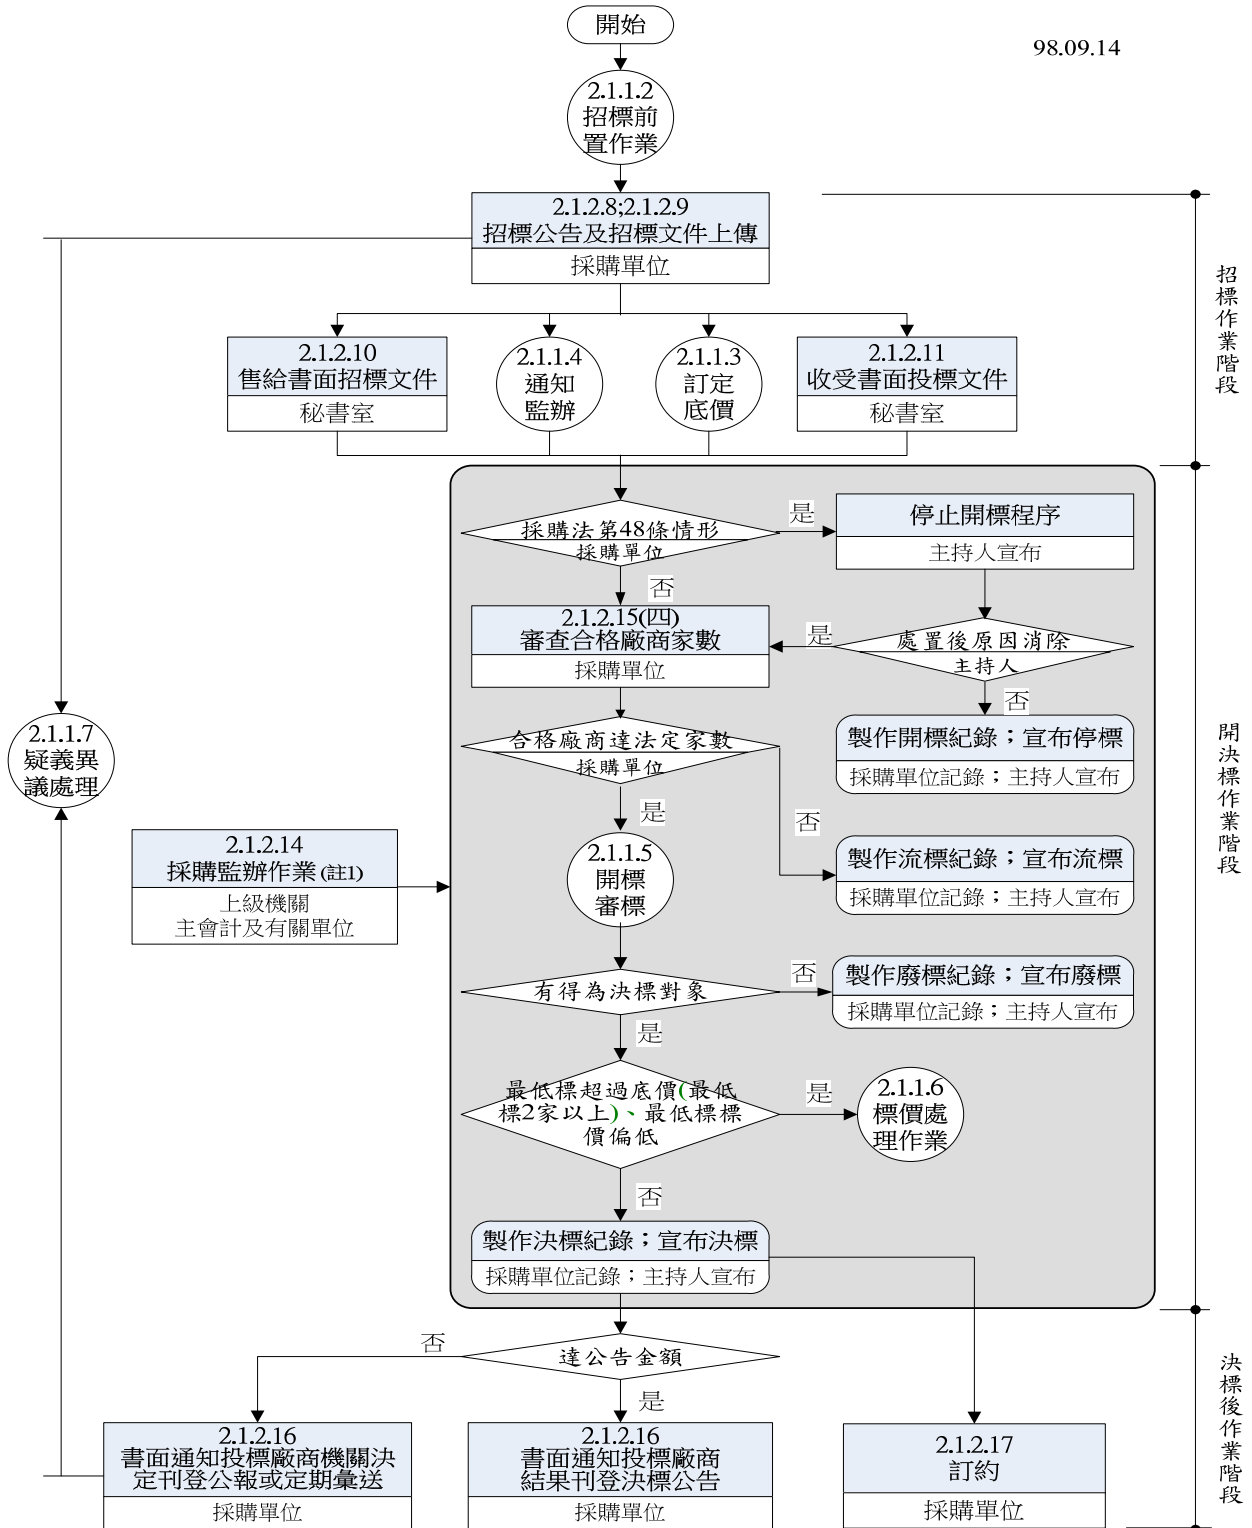 開始
98.09.14
2.1.1.2
招標前
置作業
2.1.2.8;2.1.2.9
招標公告及招標文件上傳
採購單位
招標作業階段
2.1.2.10
售給書面招標文件
秘書室
2.1.1.4
通知
監辦
2.1.1.3
訂定
底價
2.1.2.11
收受書面投標文件
秘書室
採購法第48條情形
採購單位
是
停止開標程序
主持人宣布
否
2.1.2.15(四)
審查合格廠商家數
採購單位
是
處置後原因消除
主持人
否
2.1.1.7
疑義異
議處理
合格廠商達法定家數
採購單位
製作開標紀錄；宣布停標
採購單位記錄；主持人宣布
開決標作業階段
是
否
2.1.2.14
採購監辦作業(註1)
上級機關
主會計及有關單位
2.1.1.5
開標
審標
製作流標紀錄；宣布流標
採購單位記錄；主持人宣布
有得為決標對象
否
製作廢標紀錄；宣布廢標
採購單位記錄；主持人宣布
是
最低標超過底價(最低
標2家以上)、最低標標
價偏低
是
2.1.1.6
標價處
理作業
否
製作決標紀錄；宣布決標
採購單位記錄；主持人宣布
否
達公告金額
是
決標後作業階段
2.1.2.16
書面通知投標廠商機關決
定刊登公報或定期彙送
採購單位
2.1.2.16
書面通知投標廠商
結果刊登決標公告
採購單位
2.1.2.17
訂約
採購單位